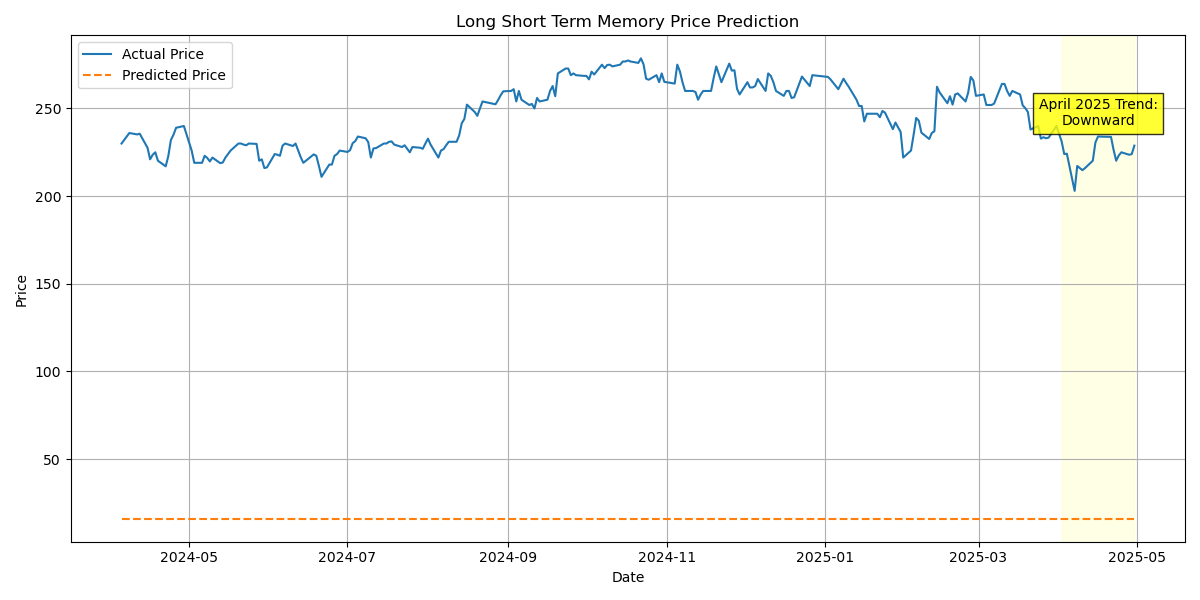 Long Short Term Memory Price Prediction
Actual Price
Predicted Price
April 2025 Trend:
Downward
Price
250
200
150
100
50
2024-05
2024-07
2024-09
2024-11
2025-01
2025-03
2025-05
Date